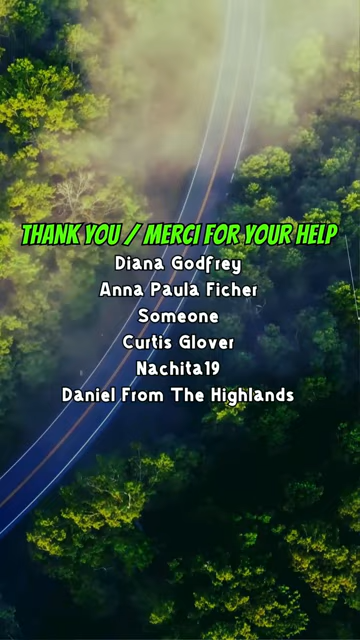 THANK YOU / MERCI FOR YOUR HELP
Diana Godfrey
Anna Paula Ficher
Someone
Curtis Glover
Nachita19
Daniel From The Highlands